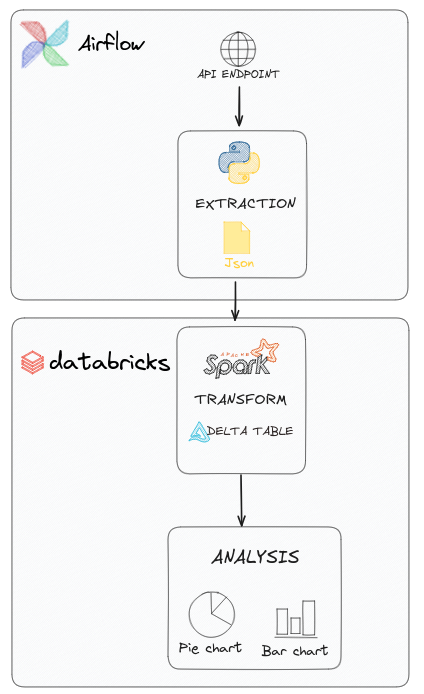 Airflow
API ENDPOINT
EXTRACTION
Json
databricks
APACHE
Spark
TRANSFORM
DELTA TABLE
ANALYSIS
Pie chart
Bar chart